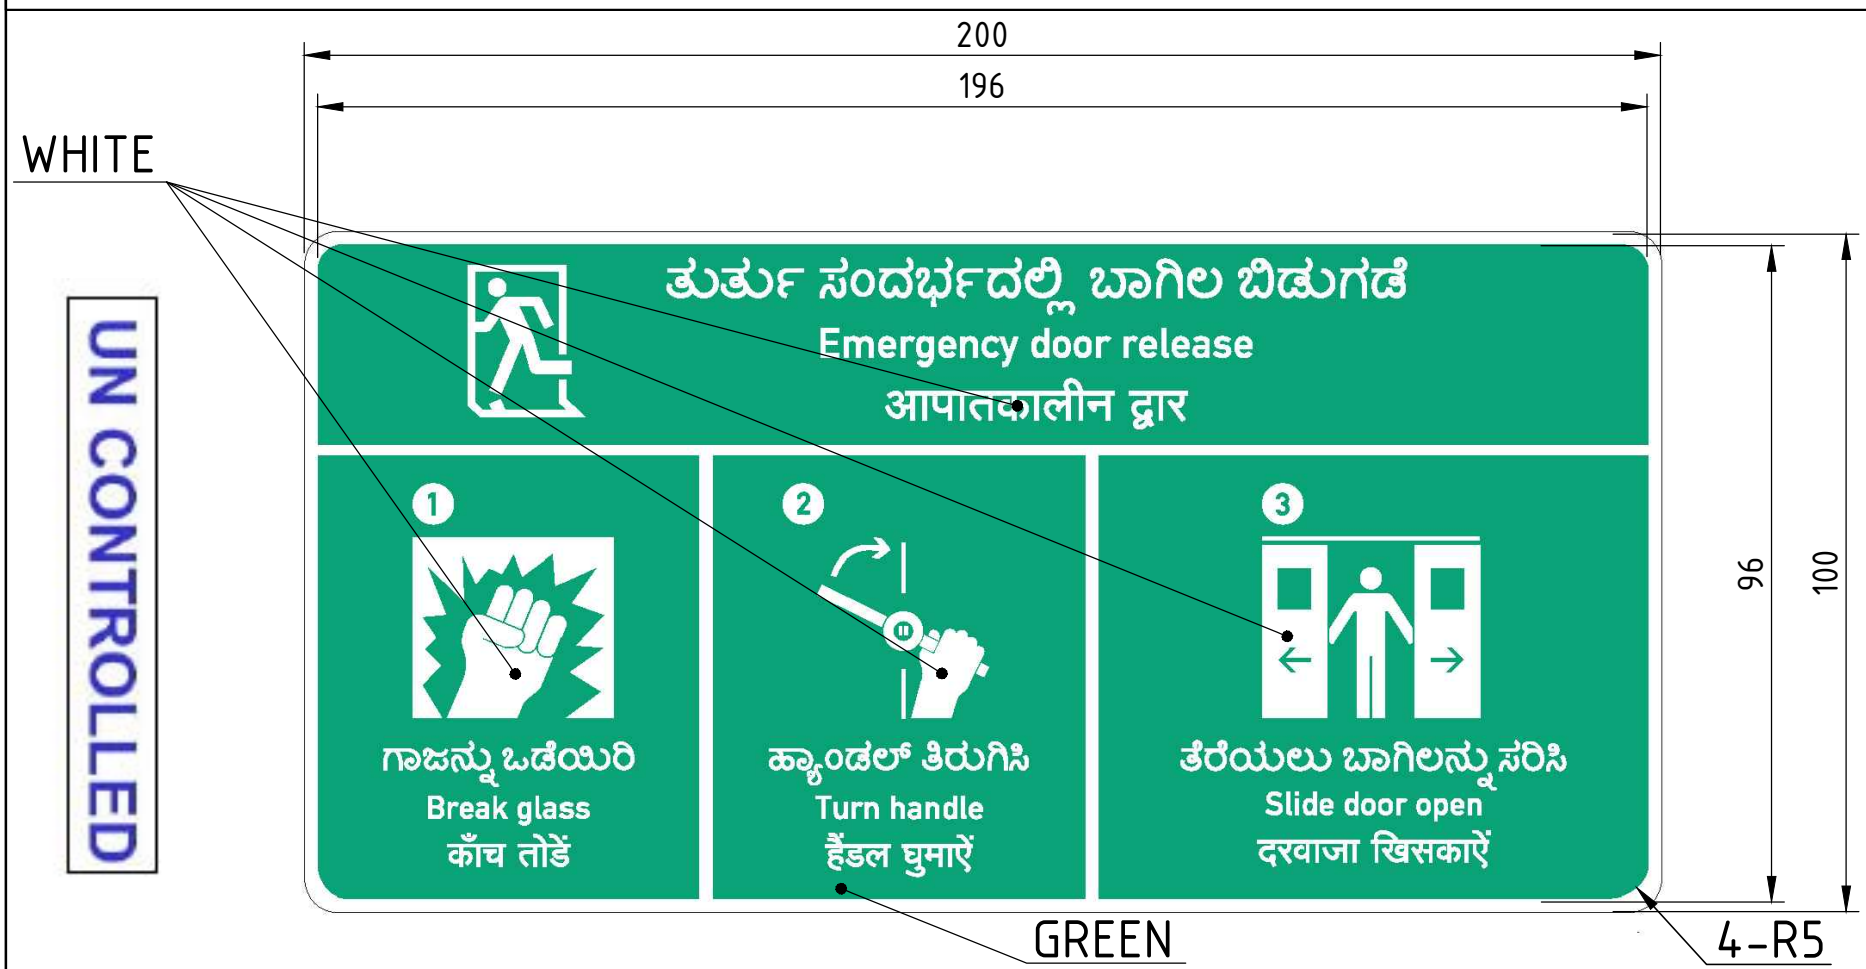 200
196
WHITE
ತುರ್ತು ಸಂದರ್ಭದಲ್ಲಿ ಬಾಗಿಲ ಬಿಡುಗಡೆ
Emergency door release
आपातकालीन द्वार
UN CONTROLLED
1
2
3
96
100
ಗಾಜನ್ನು ಒಡೆಯಿರಿ
Break glass
काँच तोडें
ಹ್ಯಾಂಡಲ್ ತಿರುಗಿಸಿ
Turn handle
हैंडल घुमाऐं
ತೆರೆಯಲು ಬಾಗಿಲನ್ನು ಸರಿಸಿ
Slide door open
दरवाजा खिसकाऐं
GREEN
4-R5